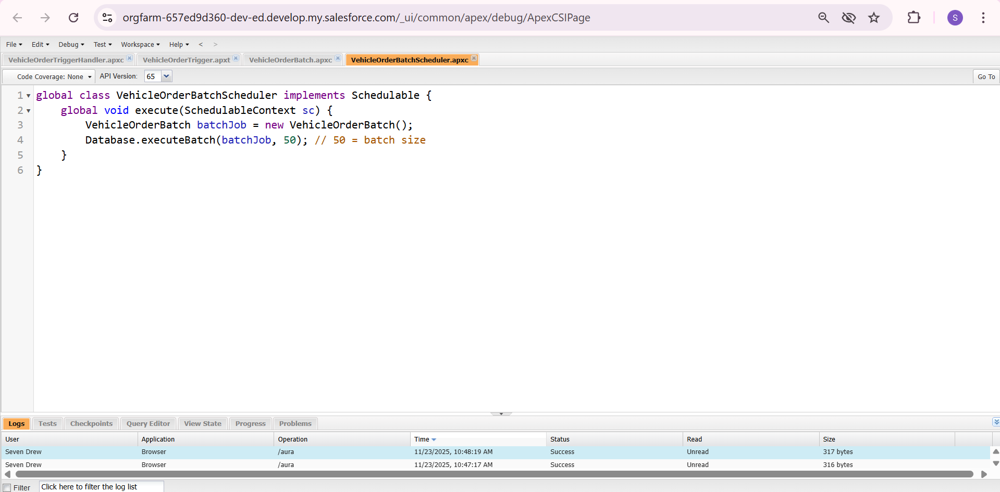 orgfarm-657ed9d360-dev-ed.develop.my.salesforce.com/_ui/common/apex/debug/ApexCSIPage
S
File Edit Debug Test Workspace Help < >
VehicleOrderTriggerHandler.apxc VehicleOrderTrigger.apxt VehicleOrderBatch.apxc VehicleOrderBatchScheduler.apxc
Code Coverage: None API Version: 65 Go To
1 global class VehicleOrderBatchScheduler implements Schedulable {
2 global void execute(SchedulableContext sc) {
3 VehicleOrderBatch batchJob = new VehicleOrderBatch();
4 Database.executeBatch(batchJob, 50); // 50 = batch size
5 }
6 }
Logs Tests Checkpoints Query Editor View State Progress Problems
User Application Operation Time Status Read Size
Seven Drew Browser /aura 11/23/2025, 10:48:19 AM Success Unread 317 bytes
Seven Drew Browser /aura 11/23/2025, 10:47:17 AM Success Unread 316 bytes
Filter Click here to filter the log list